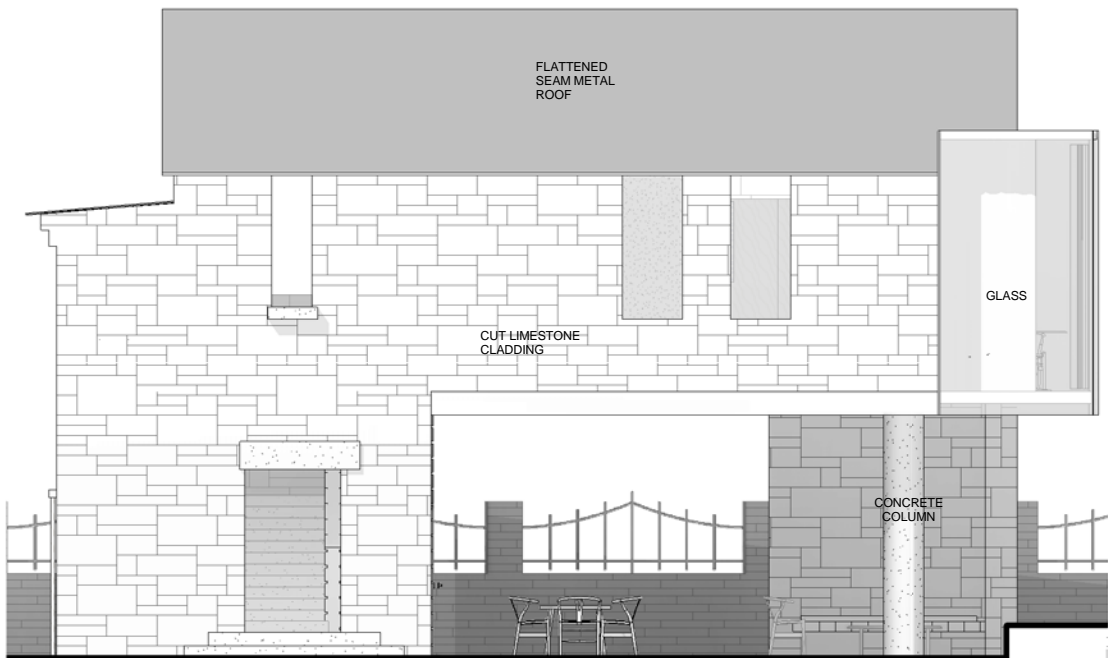 FLATTENED
SEAM METAL
ROOF
GLASS
CUT LIMESTONE
CLADDING
CONCRETE
COLUMN